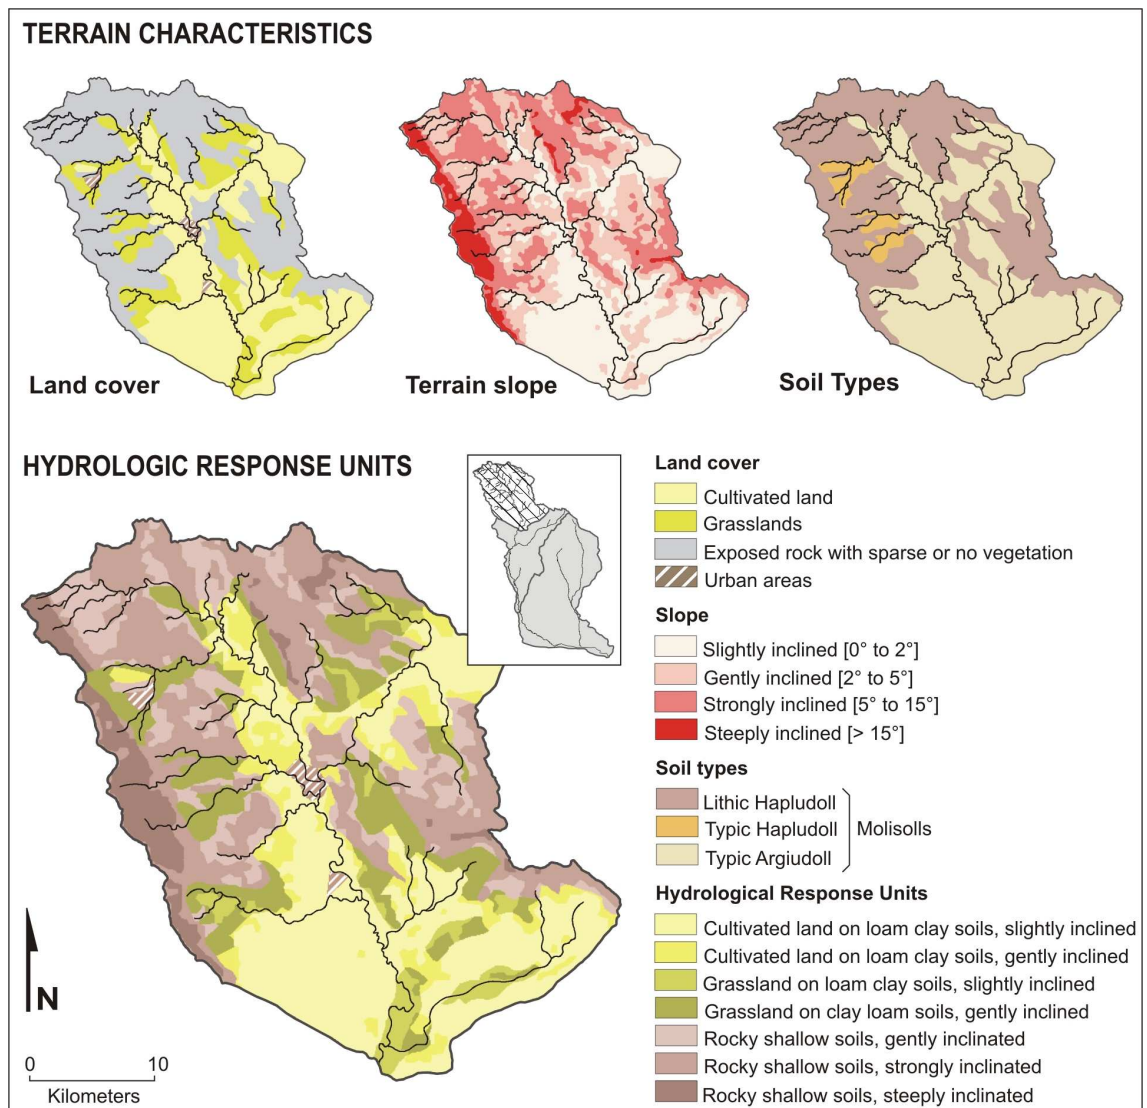 TERRAIN CHARACTERISTICS
Land cover
Terrain slope
Soil Types
HYDROLOGIC RESPONSE UNITS
Land cover
Cultivated land
Grasslands
Exposed rock with sparse or no vegetation
Urban areas
Slope
Slightly inclined [0° to 2°]
Gently inclined [2° to 5°]
Strongly inclined [5° to 15°]
Steeply inclined [> 15°]
Soil types
Lithic Hapludoll
Typic Hapludoll
Typic Argiudoll
Molisolls
Hydrological Response Units
Cultivated land on loam clay soils, slightly inclined
Cultivated land on loam clay soils, gently inclined
Grassland on loam clay soils, slightly inclined
Grassland on clay loam soils, gently inclined
Rocky shallow soils, gently inclinated
Rocky shallow soils, strongly inclinated
Rocky shallow soils, steeply inclinated
N
0 10
Kilometers